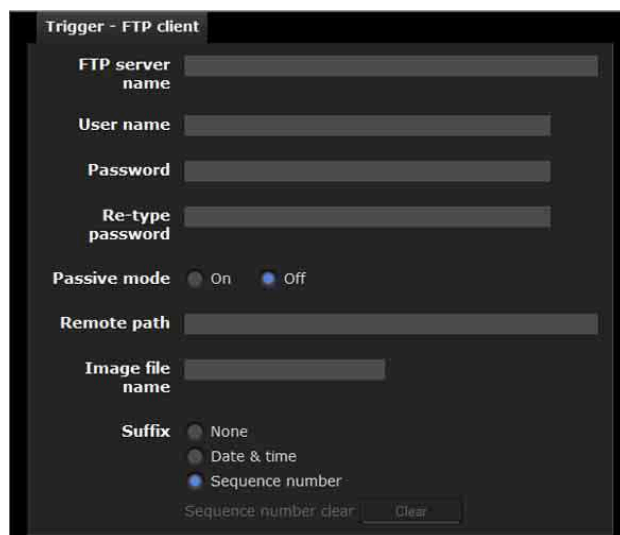 Trigger - FTP client
FTP server
name
User name
Password
Re-type
password
Passive mode On Off
Remote path
Image file
name
Suffix None
Date & time
Sequence number
Sequence number clear Clear